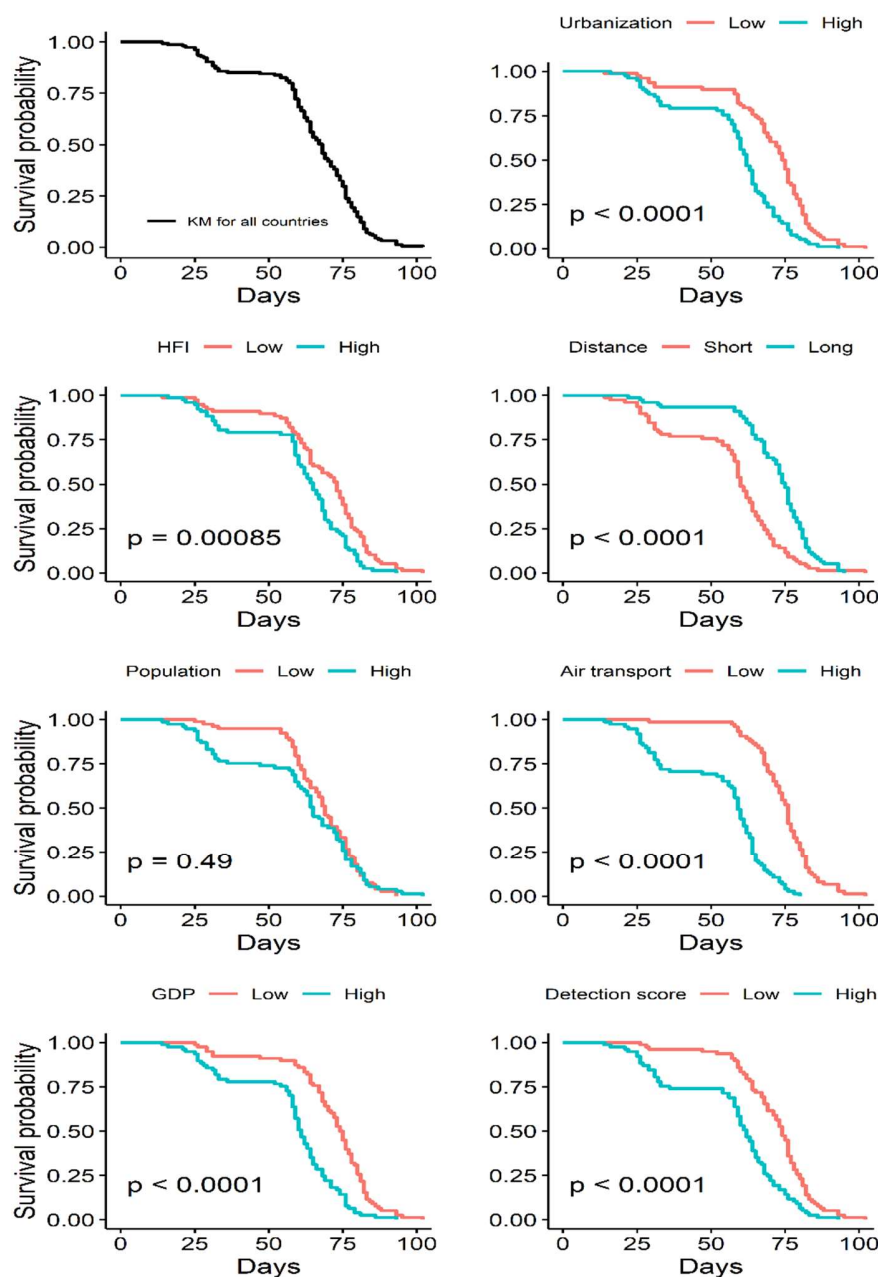 Survival probability
1.00
0.75
0.50
0.25
0.00
KM for all countries
0 25 50 75 100
Days
Urbanization Low High
1.00
0.75
0.50
0.25
0.00
p < 0.0001
0 25 50 75 100
Days
HFI Low High
Survival probability
1.00
0.75
0.50
0.25
0.00
p = 0.00085
0 25 50 75 100
Days
Distance Short Long
1.00
0.75
0.50
0.25
0.00
p < 0.0001
0 25 50 75 100
Days
Population Low High
Survival probability
1.00
0.75
0.50
0.25
0.00
p = 0.49
0 25 50 75 100
Days
Air transport Low High
1.00
0.75
0.50
0.25
0.00
p < 0.0001
0 25 50 75 100
Days
GDP Low High
Survival probability
1.00
0.75
0.50
0.25
0.00
p < 0.0001
0 25 50 75 100
Days
Detection score Low High
1.00
0.75
0.50
0.25
0.00
p < 0.0001
0 25 50 75 100
Days